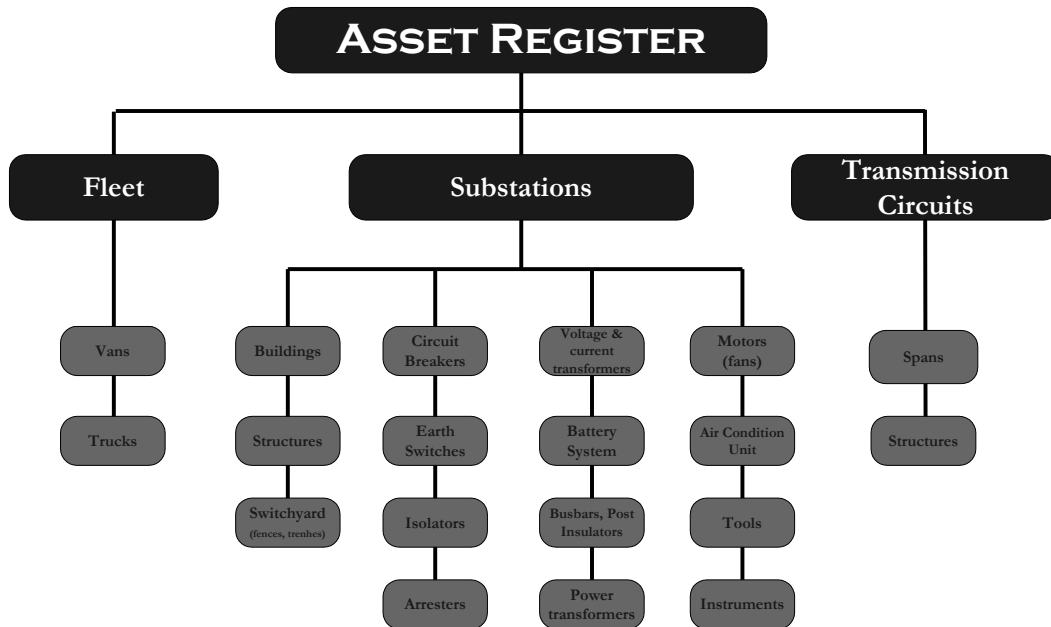 ASSET REGISTER
Fleet
Substations
Transmission
Circuits
Vans
Trucks
Buildings
Structures
Switchyard
(fences, trenhes)
Circuit
Breakers
Earth
Switches
Isolators
Arresters
Voltage &
current
transformers
Battery
System
Busbars, Post
Insulators
Power
transformers
Motors
(fans)
Air Condition
Unit
Tools
Instruments
Spans
Structures